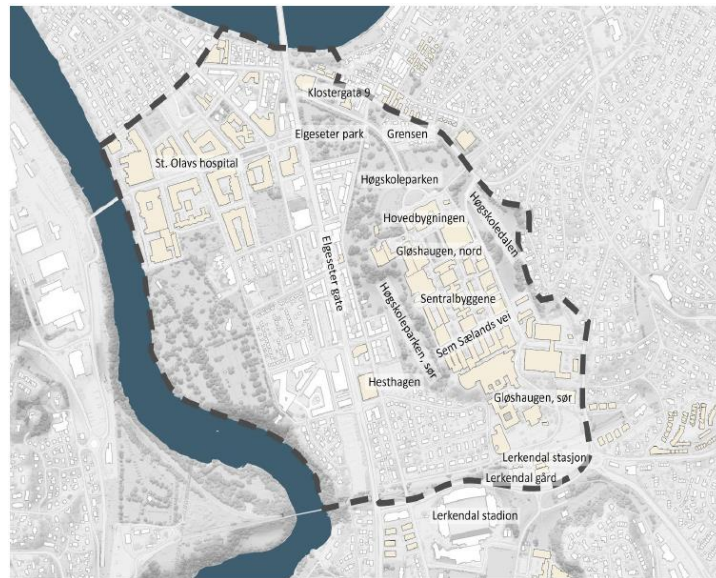 Klostergata 9
Elgeseter park
Grensen
St. Olavs hospital
Høgskoleparken
Høgskoledalen
Hovedbygningen
Elgeseter gate
Gløshaugen, nord
Høgskoleparken, sør
Sentralbyggene
Sem Sælands vei
Hesthagen
Gløshaugen, sør
Lerkendal stasjon
Lerkendal gård
Lerkendal stadion